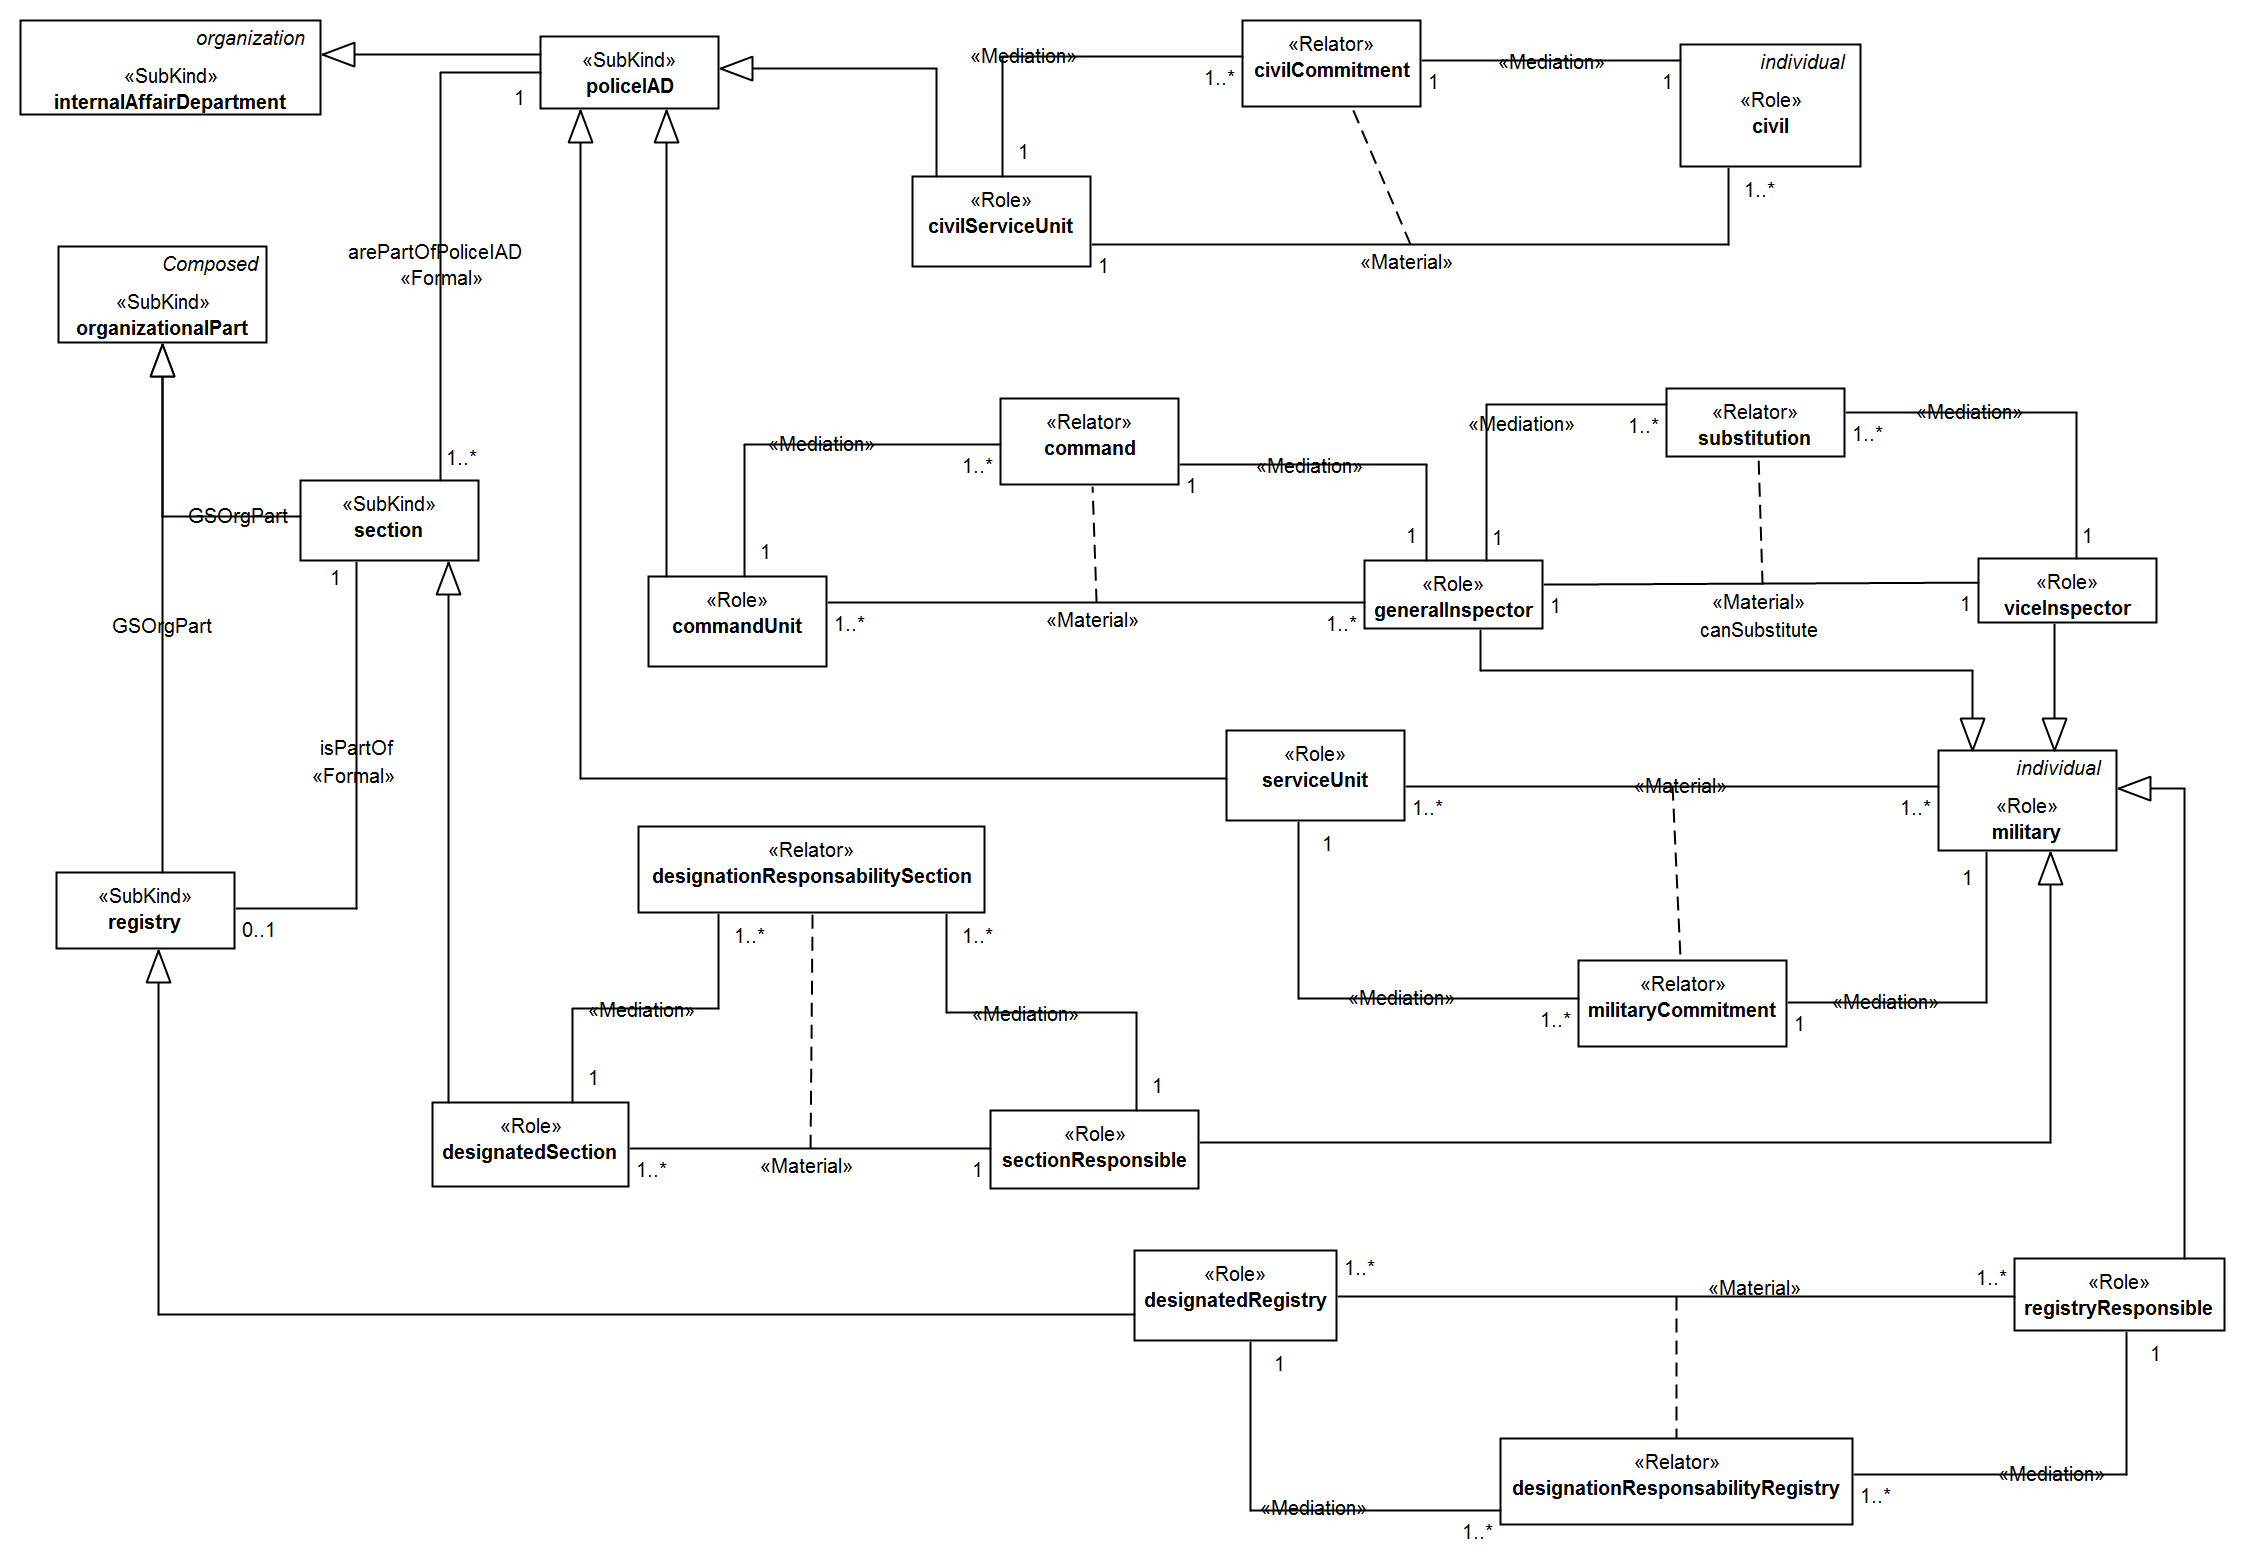 organization
«SubKind»
internalAffairDepartment
«SubKind»
policeIAD
1
«Mediation»
1..*
1
«Relator»
civilCommitment
1
«Mediation»
1
individual
«Role»
civil
1..*
«Role»
civilServiceUnit
1
«Material»
arePartOfPoliceIAD
«Formal»
1..*
Composed
«SubKind»
organizationalPart
GSOrgPart
«SubKind»
section
1
GSOrgPart
isPartOf
«Formal»
«SubKind»
registry
0..1
«Relator»
command
«Mediation»
1..*
1
«Mediation»
1
1
«Role»
commandUnit
1..*
«Material»
1..*
«Role»
generalInspector
1
«Mediation»
1..*
«Relator»
substitution
1..*
«Mediation»
1
1
«Material»
canSubstitute
1
«Role»
viceInspector
«Role»
serviceUnit
1..*
«Material»
1..*
individual
«Role»
military
1
1
«Mediation»
1..*
«Relator»
militaryCommitment
1
«Mediation»
«Relator»
designationResponsabilitySection
1..*
1..*
«Mediation»
«Mediation»
1
1
«Role»
designatedSection
1..*
«Material»
1
«Role»
sectionResponsible
«Role»
designatedRegistry
1..*
«Material»
1..*
«Role»
registryResponsible
1
1
«Relator»
designationResponsabilityRegistry
«Mediation»
1..*
1..*
«Mediation»